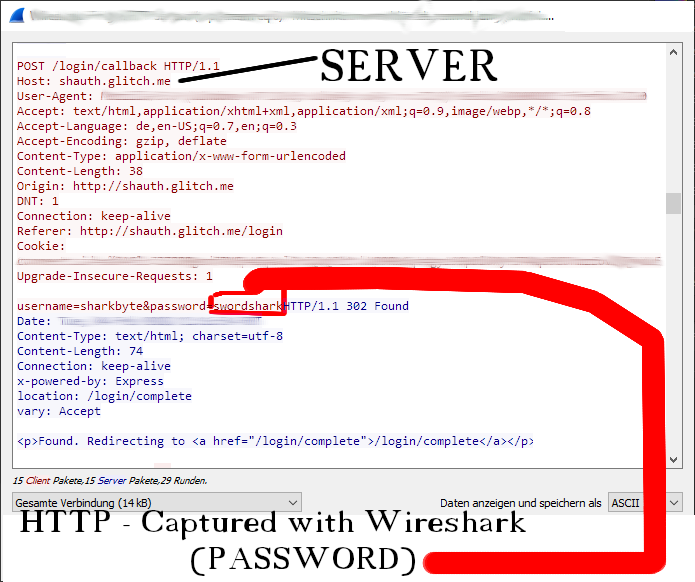 POST /login/callback HTTP/1.1
Host: shauth.glitch.me
SERVER
User-Agent:
Accept: text/html,application/xhtml+xml,application/xml;q=0.9,image/webp,*/*;q=0.8
Accept-Language: de,en-US;q=0.7,en;q=0.3
Accept-Encoding: gzip, deflate
Content-Type: application/x-www-form-urlencoded
Content-Length: 38
Origin: http://shauth.glitch.me
DNT: 1
Connection: keep-alive
Referer: http://shauth.glitch.me/login
Cookie:
Upgrade-Insecure-Requests: 1
username=sharkbyte&password=swordsharkHTTP/1.1 302 Found
Date:
Content-Type: text/html; charset=utf-8
Content-Length: 74
Connection: keep-alive
x-powered-by: Express
location: /login/complete
vary: Accept
<p>Found. Redirecting to <a href="/login/complete">/login/complete</a></p>
15 Client Pakete,15 Server Pakete,29 Runden.
Gesamte Verbindung (14 kB) Daten anzeigen und speichern als ASCII
HTTP - Captured with Wireshark
(PASSWORD)